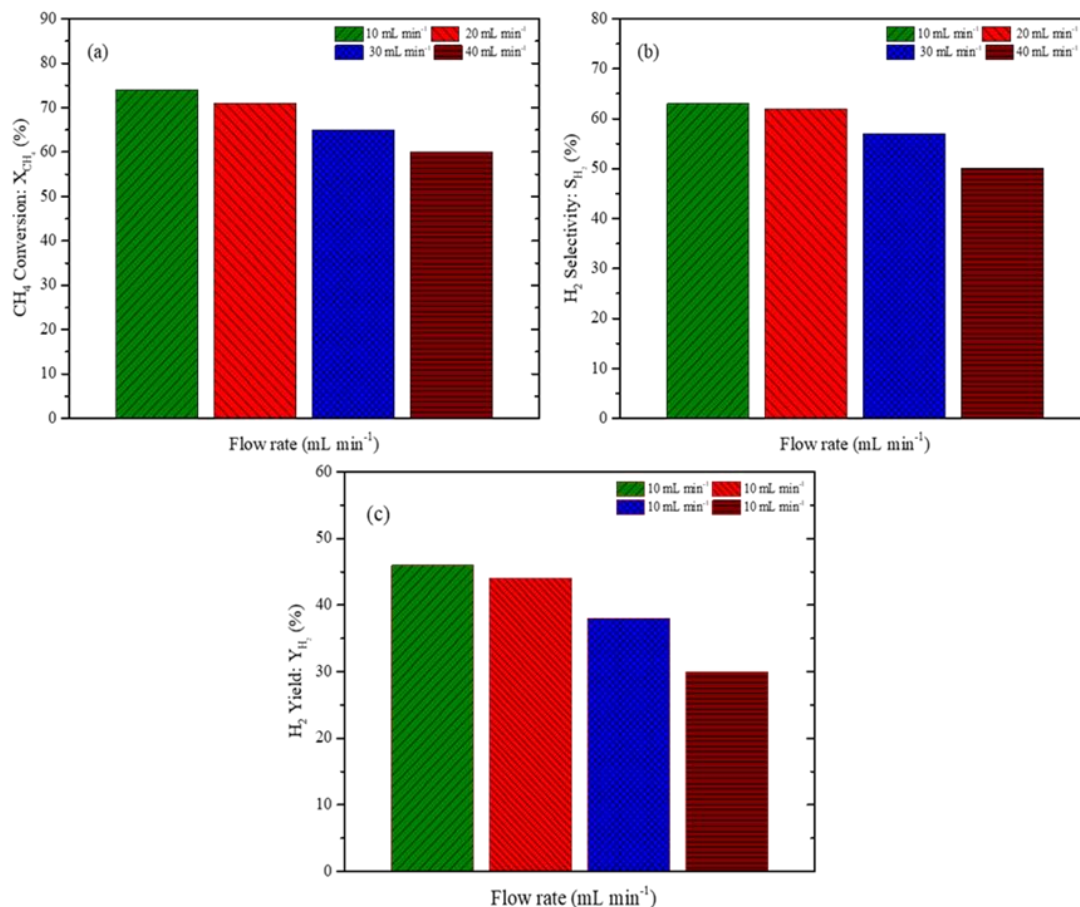 (a)
10 mL min⁻¹ 20 mL min⁻¹
30 mL min⁻¹ 40 mL min⁻¹
CH₄ Conversion: X_CH₄ (%)
90
80
70
60
50
40
30
20
10
0
Flow rate (mL min⁻¹)
(b)
10 mL min⁻¹ 20 mL min⁻¹
30 mL min⁻¹ 40 mL min⁻¹
H₂ Selectivity: S_H₂ (%)
80
70
60
50
40
30
20
10
0
Flow rate (mL min⁻¹)
(c)
10 mL min⁻¹ 10 mL min⁻¹
10 mL min⁻¹ 10 mL min⁻¹
H₂ Yield: Y_H₂ (%)
60
50
40
30
20
10
0
Flow rate (mL min⁻¹)